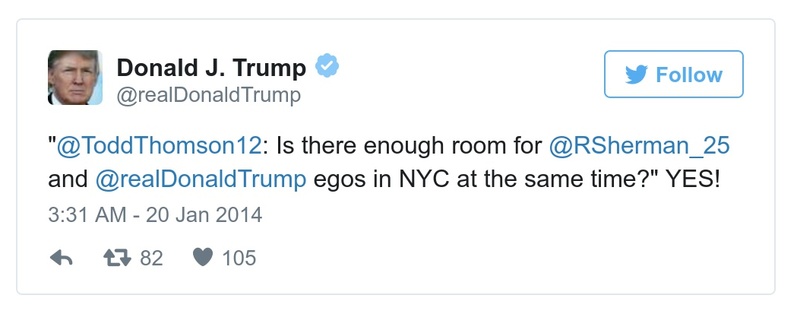 Donald J. Trump
@realDonaldTrump
Follow
"@ToddThomson12: Is there enough room for @RSherman_25
and @realDonaldTrump egos in NYC at the same time?" YES!
3:31 AM - 20 Jan 2014
82 105